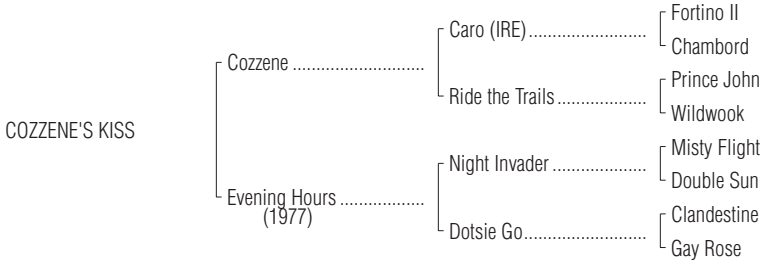 Fortino II
Caro (IRE)..........................
Chambord
Cozzene ............................
Prince John
Ride the Trails....................
Wildwook
COZZENE'S KISS
Misty Flight
Night Invader .....................
Double Sun
Evening Hours ..................
(1977)
Clandestine
Dotsie Go...........................
Gay Rose